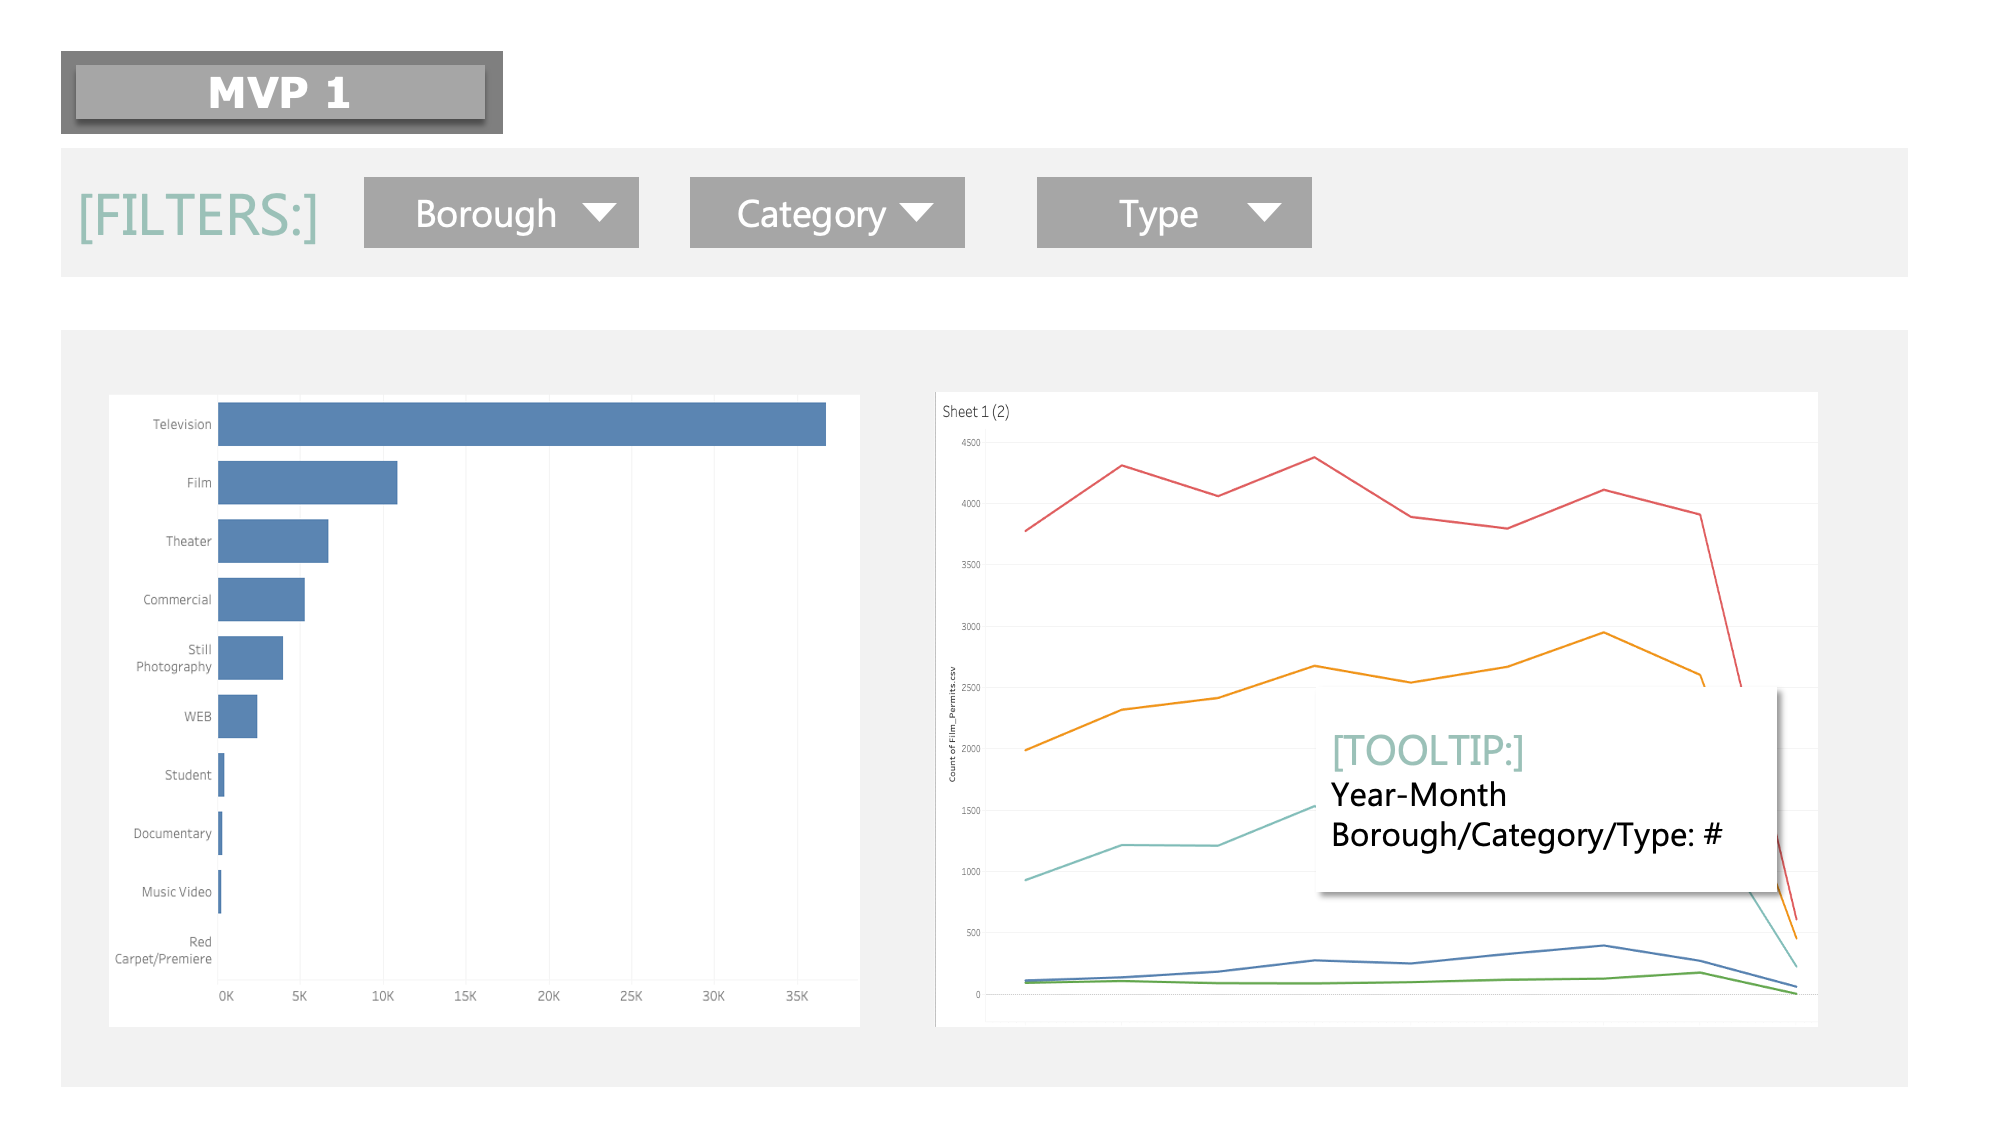 MVP 1
[FILTERS:]
Borough
Category
Type
Television
Film
Theater
Commercial
Still
Photography
WEB
Student
Documentary
Music Video
Red
Carpet/Premiere
0K 5K 10K 15K 20K 25K 30K 35K
Sheet 1 (2)
Count of Film_Permits.csv
4500
4000
3500
3000
2500
2000
1500
1000
500
0
[TOOLTIP:]
Year-Month
Borough/Category/Type: #